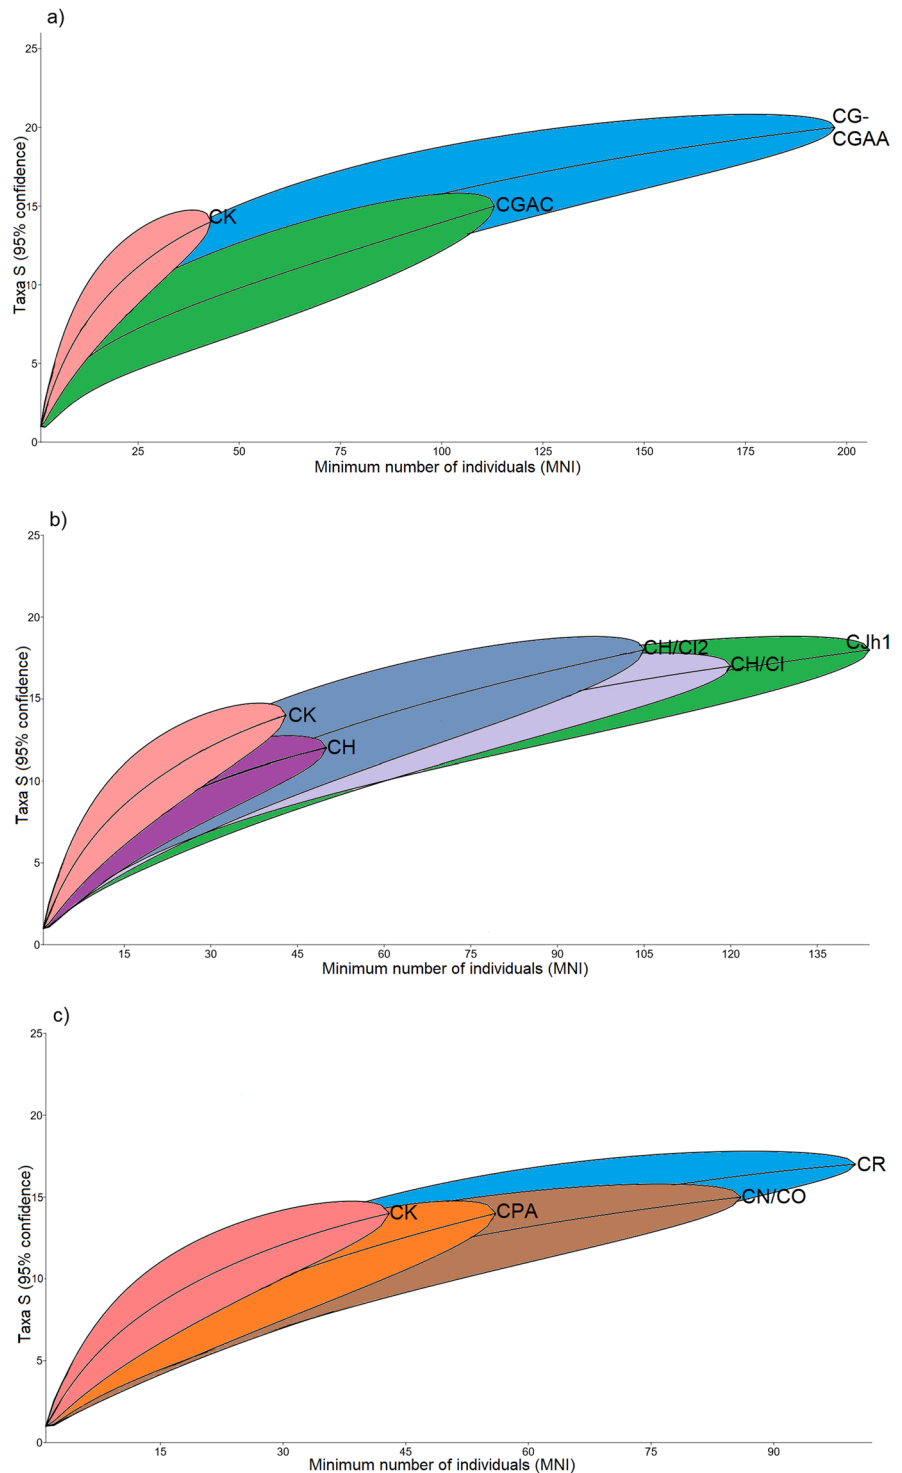 a)
25
20
15
10
5
0
Taxa S (95% confidence)
CK
CGAC
CG-
CGAA
25
50
75
100
125
150
175
200
Minimum number of individuals (MNI)
b)
25
20
15
10
5
0
Taxa S (95% confidence)
CK
CH
CH/CI2
CH/CI
CJh1
15
30
45
60
75
90
105
120
135
Minimum number of individuals (MNI)
c)
25
20
15
10
5
0
Taxa S (95% confidence)
CK
CPA
CN/CO
CR
15
30
45
60
75
90
Minimum number of individuals (MNI)